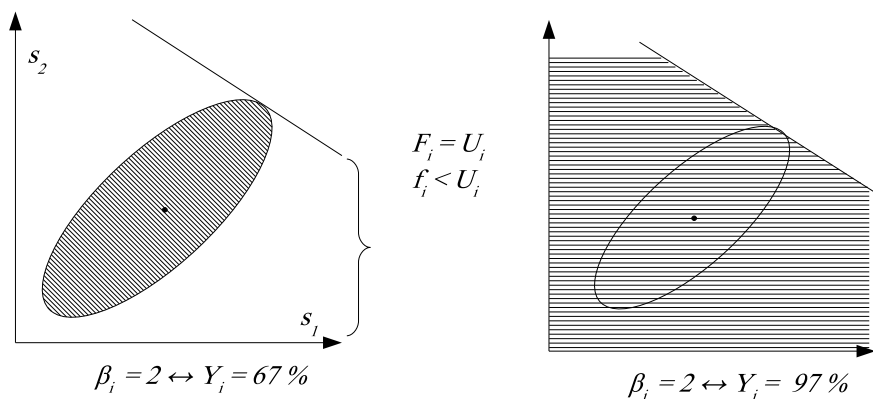 s₂
s₁
βᵢ = 2 ↔ Yᵢ = 67 %
Fᵢ = Uᵢ
fᵢ < Uᵢ
βᵢ = 2 ↔ Yᵢ = 97 %